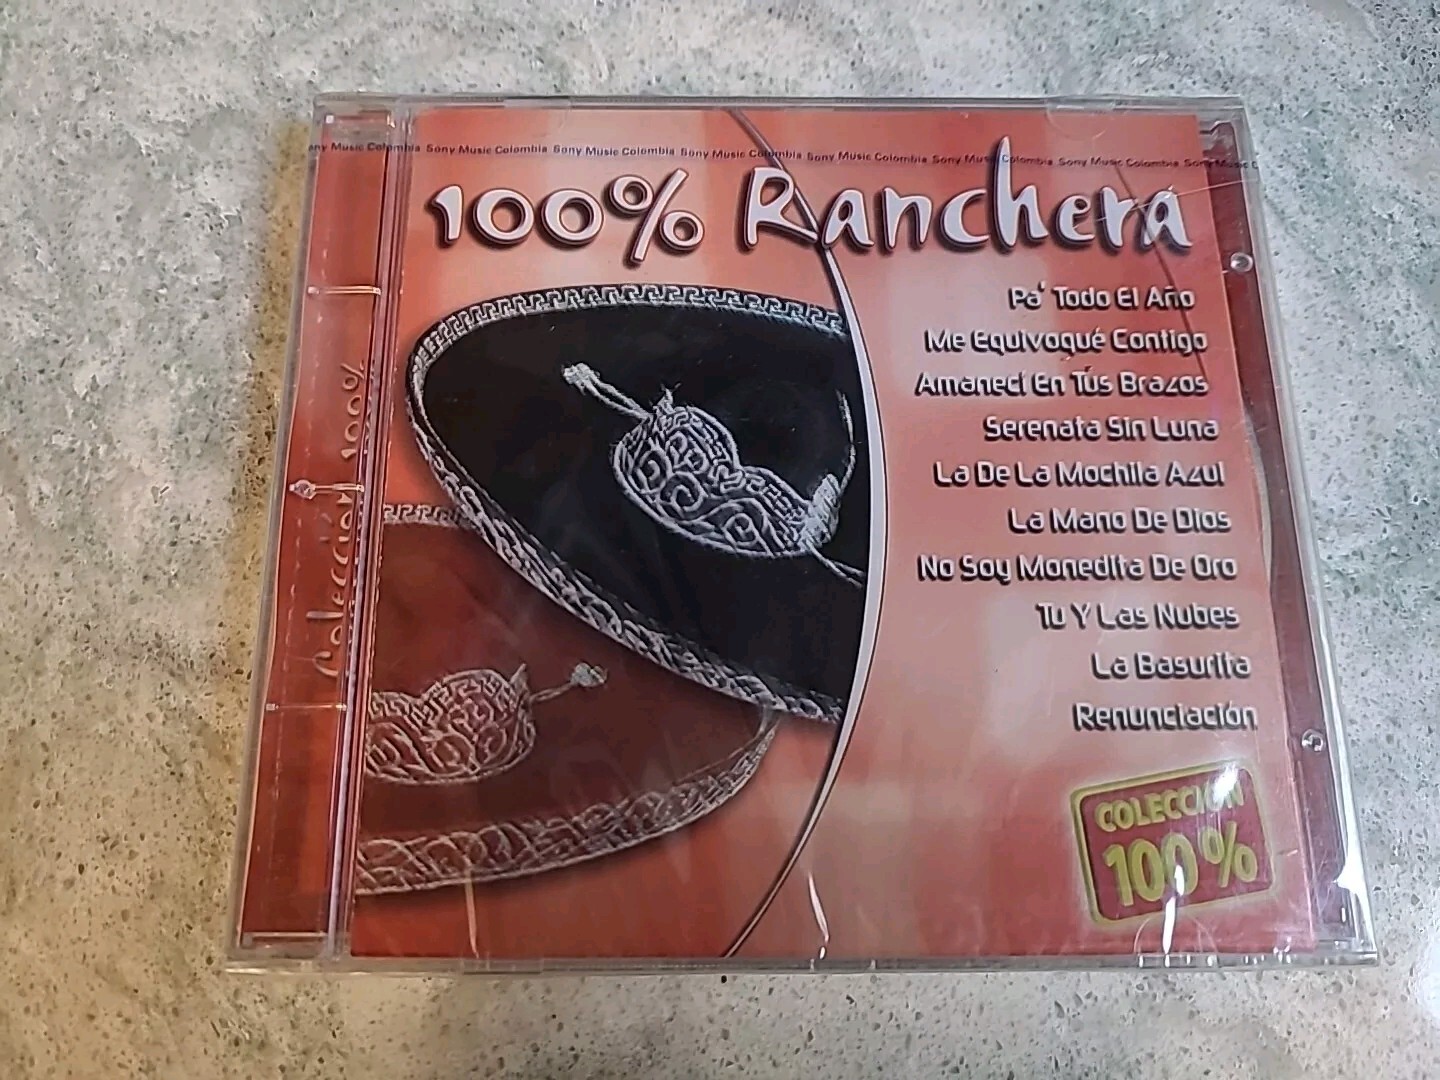 ny Music Colombia Sony Music Colombia Sony Music Colombia Sony Music Colombia Sony Music Colombia Sony Music Colombia Sony Music Colombia Sony Music C
100% Ranchera
Pa' Todo El Año
Me Equivoqué Contigo
Amanecí En Tús Brazos
Serenata Sin Luna
La De La Mochila Azul
La Mano De Dios
No Soy Monedita De Oro
Tu Y Las Nubes
La Basurita
Renunciación
COLECCIÓN
100%
Colección 100%